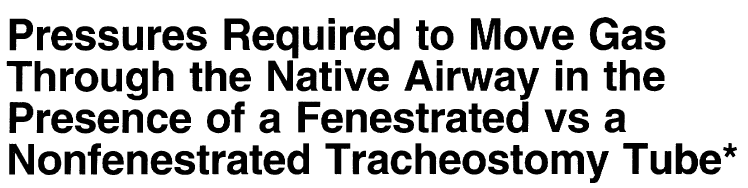 Pressures Required to Move Gas
Through the Native Airway in the
Presence of a Fenestrated vs a
Nonfenestrated Tracheostomy Tube*